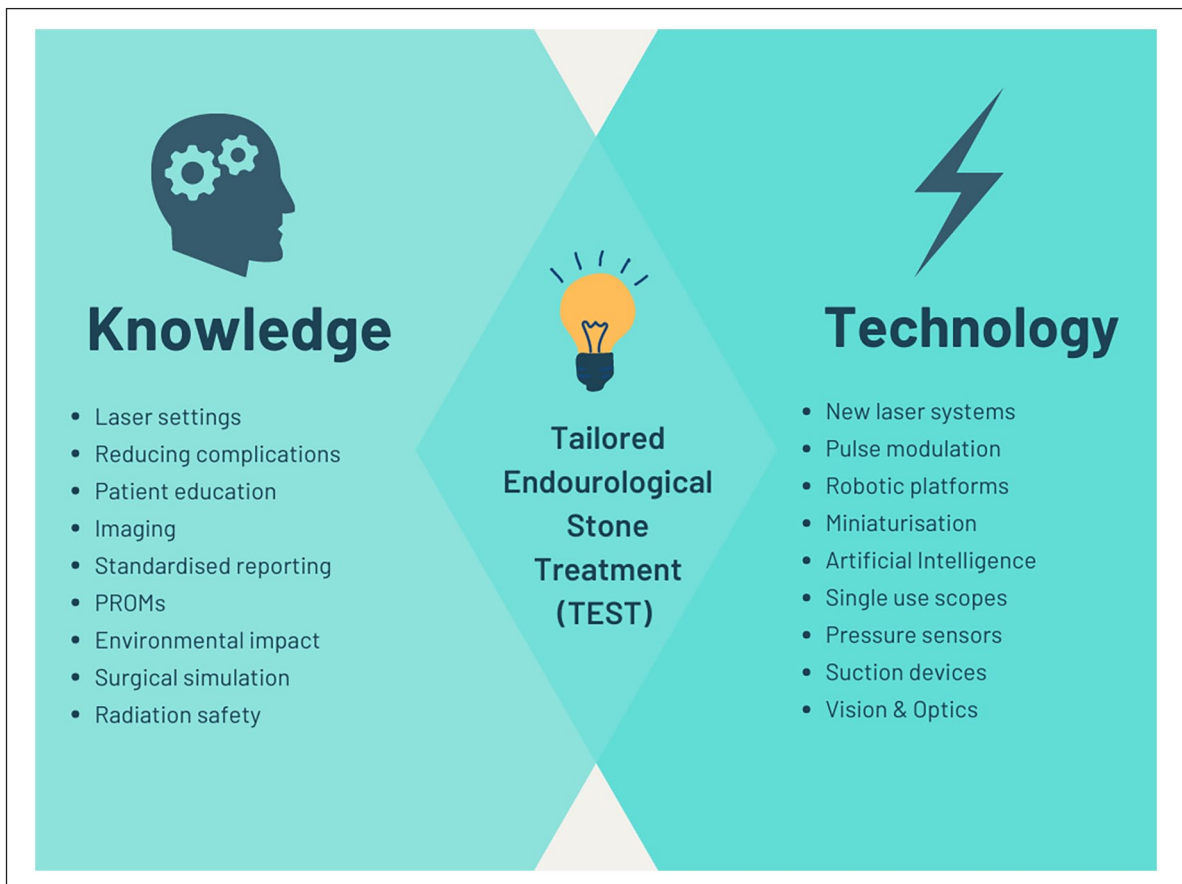 Knowledge
• Laser settings
• Reducing complications
• Patient education
• Imaging
• Standardised reporting
• PROMs
• Environmental impact
• Surgical simulation
• Radiation safety
Tailored
Endourological
Stone
Treatment
(TEST)
Technology
• New laser systems
• Pulse modulation
• Robotic platforms
• Miniaturisation
• Artificial Intelligence
• Single use scopes
• Pressure sensors
• Suction devices
• Vision & Optics